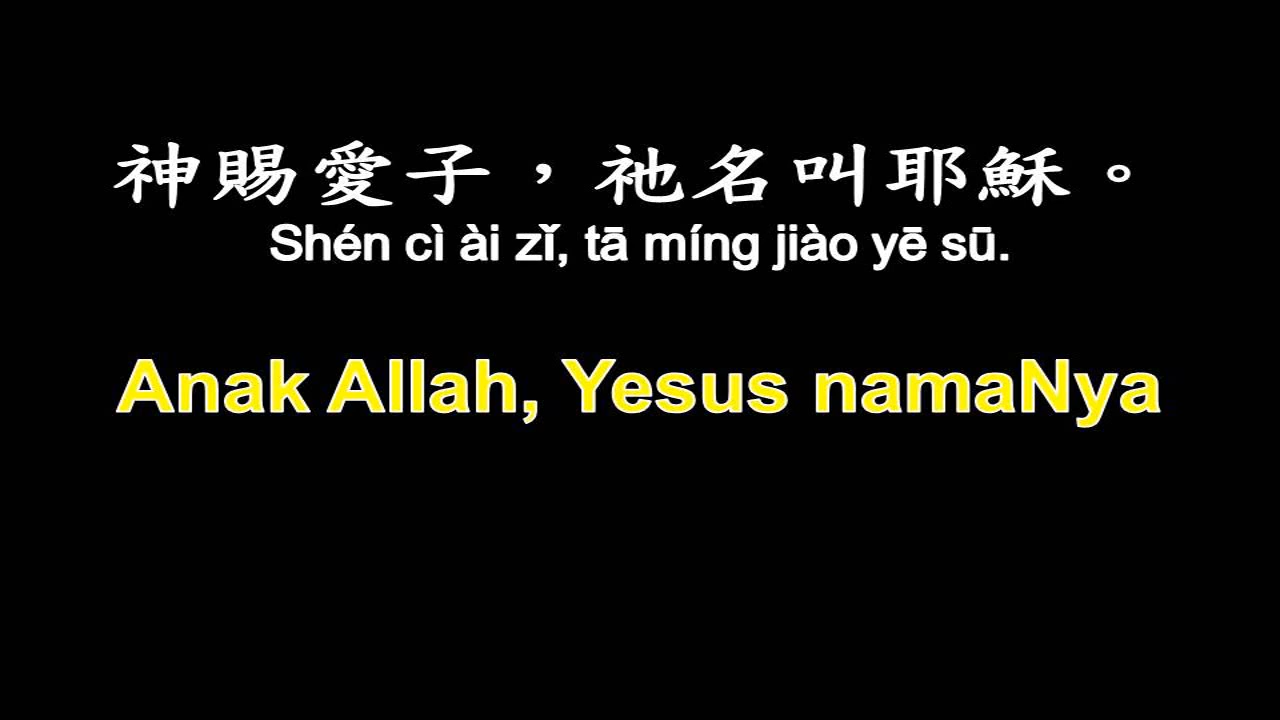 神賜愛子，祂名叫耶穌。
Shén cì ài zǐ, tā míng jiào yē sū.
Anak Allah, Yesus namaNya